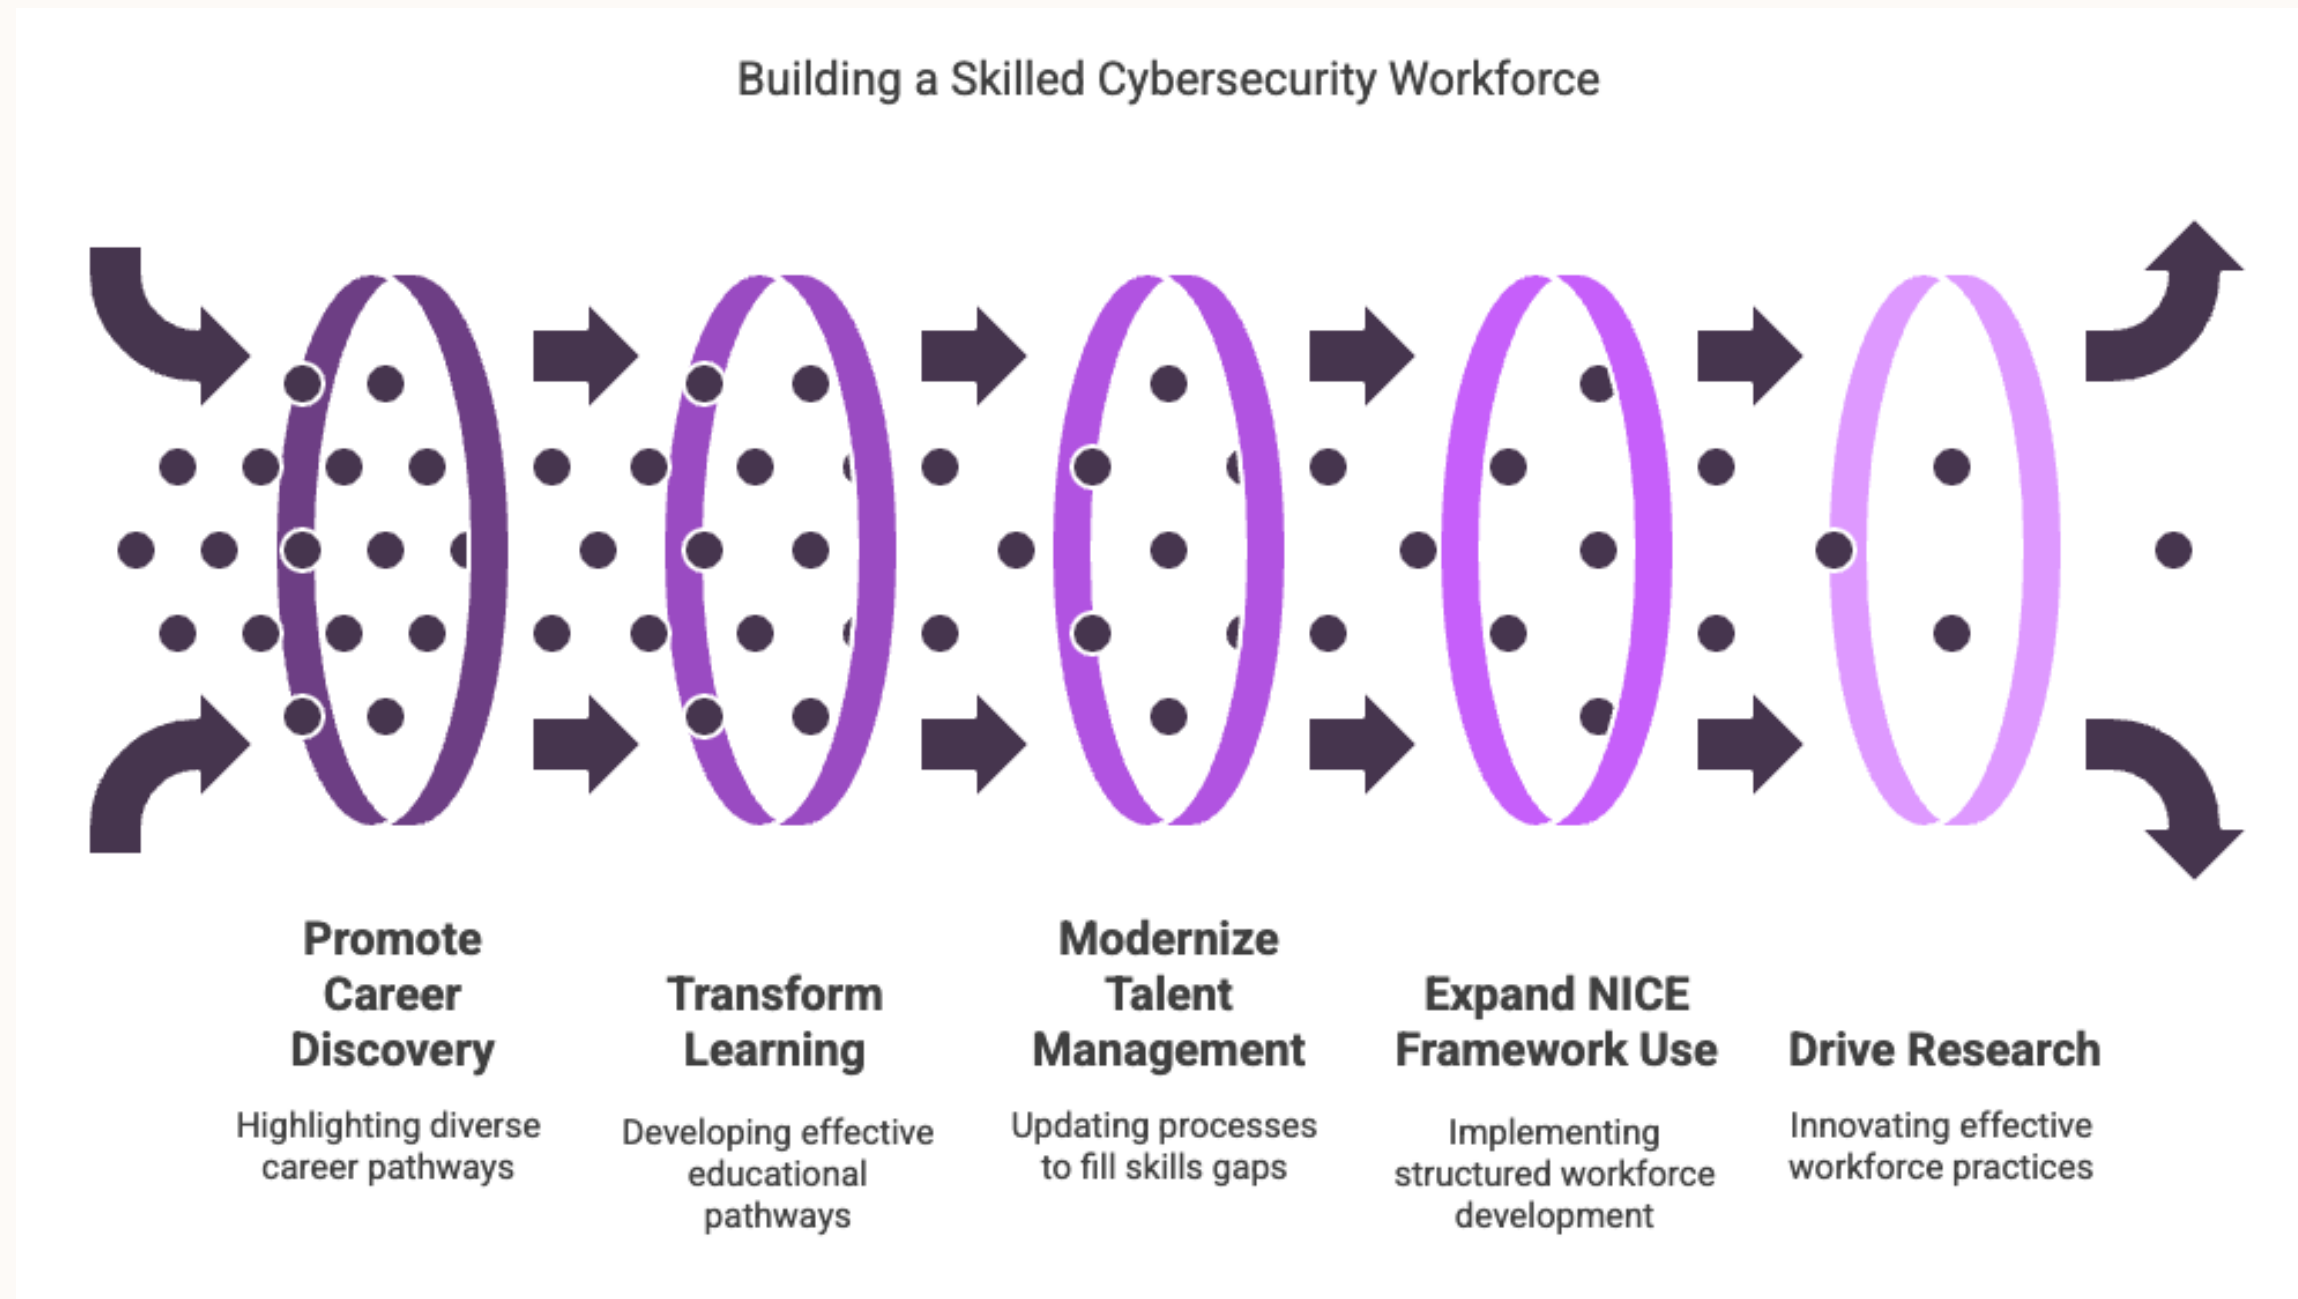 Building a Skilled Cybersecurity Workforce
Promote
Career
Discovery
Highlighting diverse
career pathways
Transform
Learning
Developing effective
educational
pathways
Modernize
Talent
Management
Updating processes
to fill skills gaps
Expand NICE
Framework Use
Implementing
structured workforce
development
Drive Research
Innovating effective
workforce practices